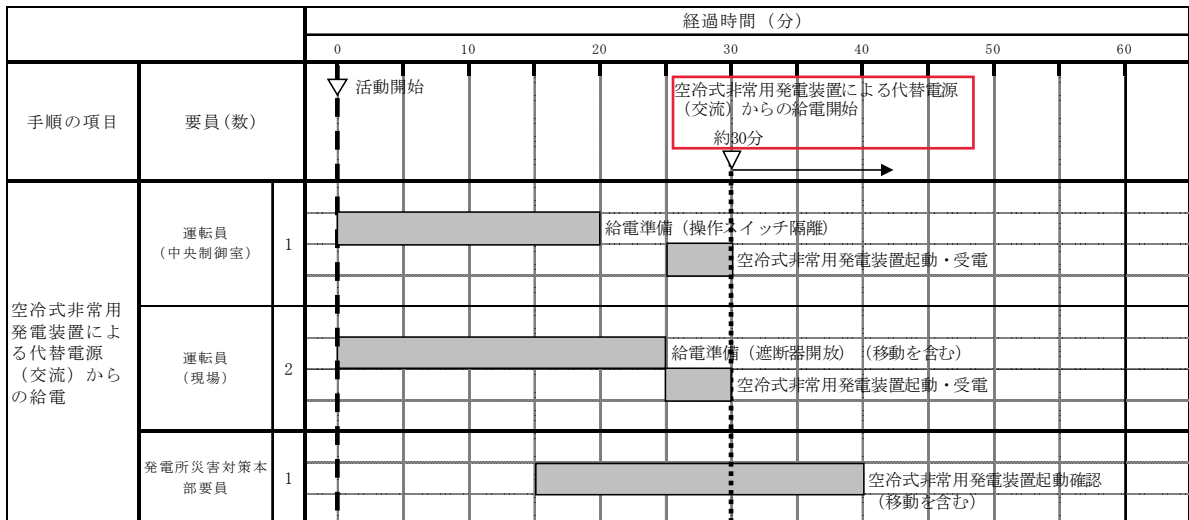 経過時間（分）
0 10 20 30 40 50 60
手順の項目
要員(数)
活動開始
空冷式非常用発電装置による代替電源
（交流）からの給電開始
約30分
空冷式非常用
発電装置によ
る代替電源
（交流）から
の給電
運転員
（中央制御室）
1
給電準備（操作スイッチ隔離）
空冷式非常用発電装置起動・受電
運転員
（現場）
2
給電準備（遮断器開放）（移動を含む）
空冷式非常用発電装置起動・受電
発電所災害対策本
部要員
1
空冷式非常用発電装置起動確認
（移動を含む）